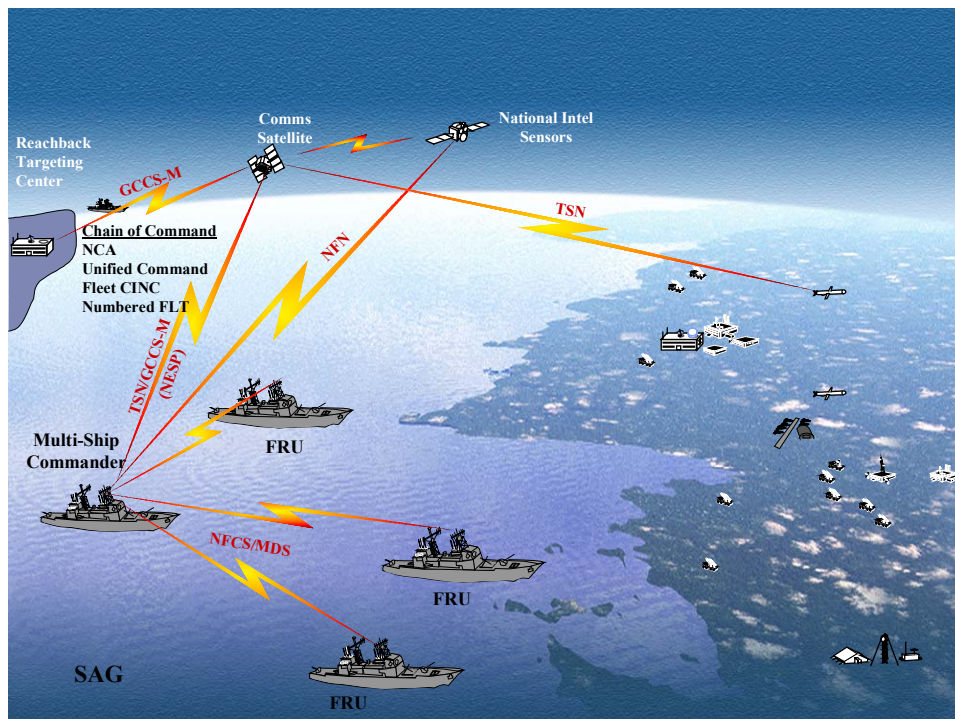 Comms
Satellite
National Intel
Sensors
Reachback
Targeting
Center
GCCS-M
TSN
Chain of Command
NCA
Unified Command
Fleet CINC
Numbered FLT
NFN
TSN/GCCS-M
(NESP)
FRU
Multi-Ship
Commander
NFCS/MDS
FRU
SAG
FRU